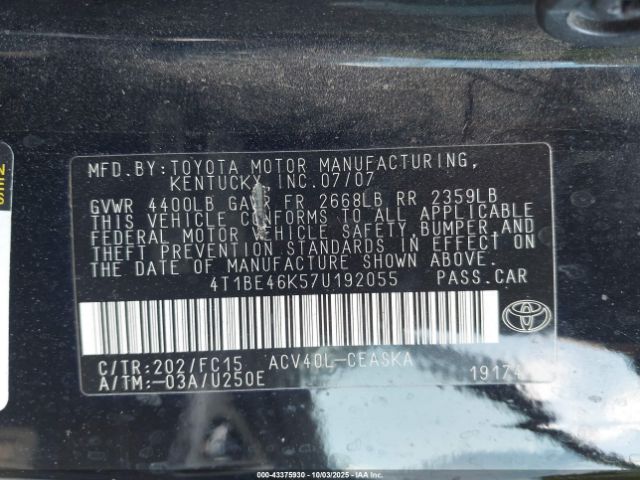 MFD.BY: TOYOTA MOTOR MANUFACTURING,
KENTUCKY, INC. 07/07
GVWR 4400LB GAWR FR 2668LB RR 2359LB
THIS VEHICLE CONFORMS TO ALL APPLICABLE
FEDERAL MOTOR VEHICLE SAFETY, BUMPER, AND
THEFT PREVENTION STANDARDS IN EFFECT ON
THE DATE OF MANUFACTURE SHOWN ABOVE.
4T1BE46K57U192055 PASS.CAR
C/TR:202/FC15 ACV40L-CEASKA
A/TM:-03A/U250E
000-43375930 - 10/03/2025 - IAAI.COM